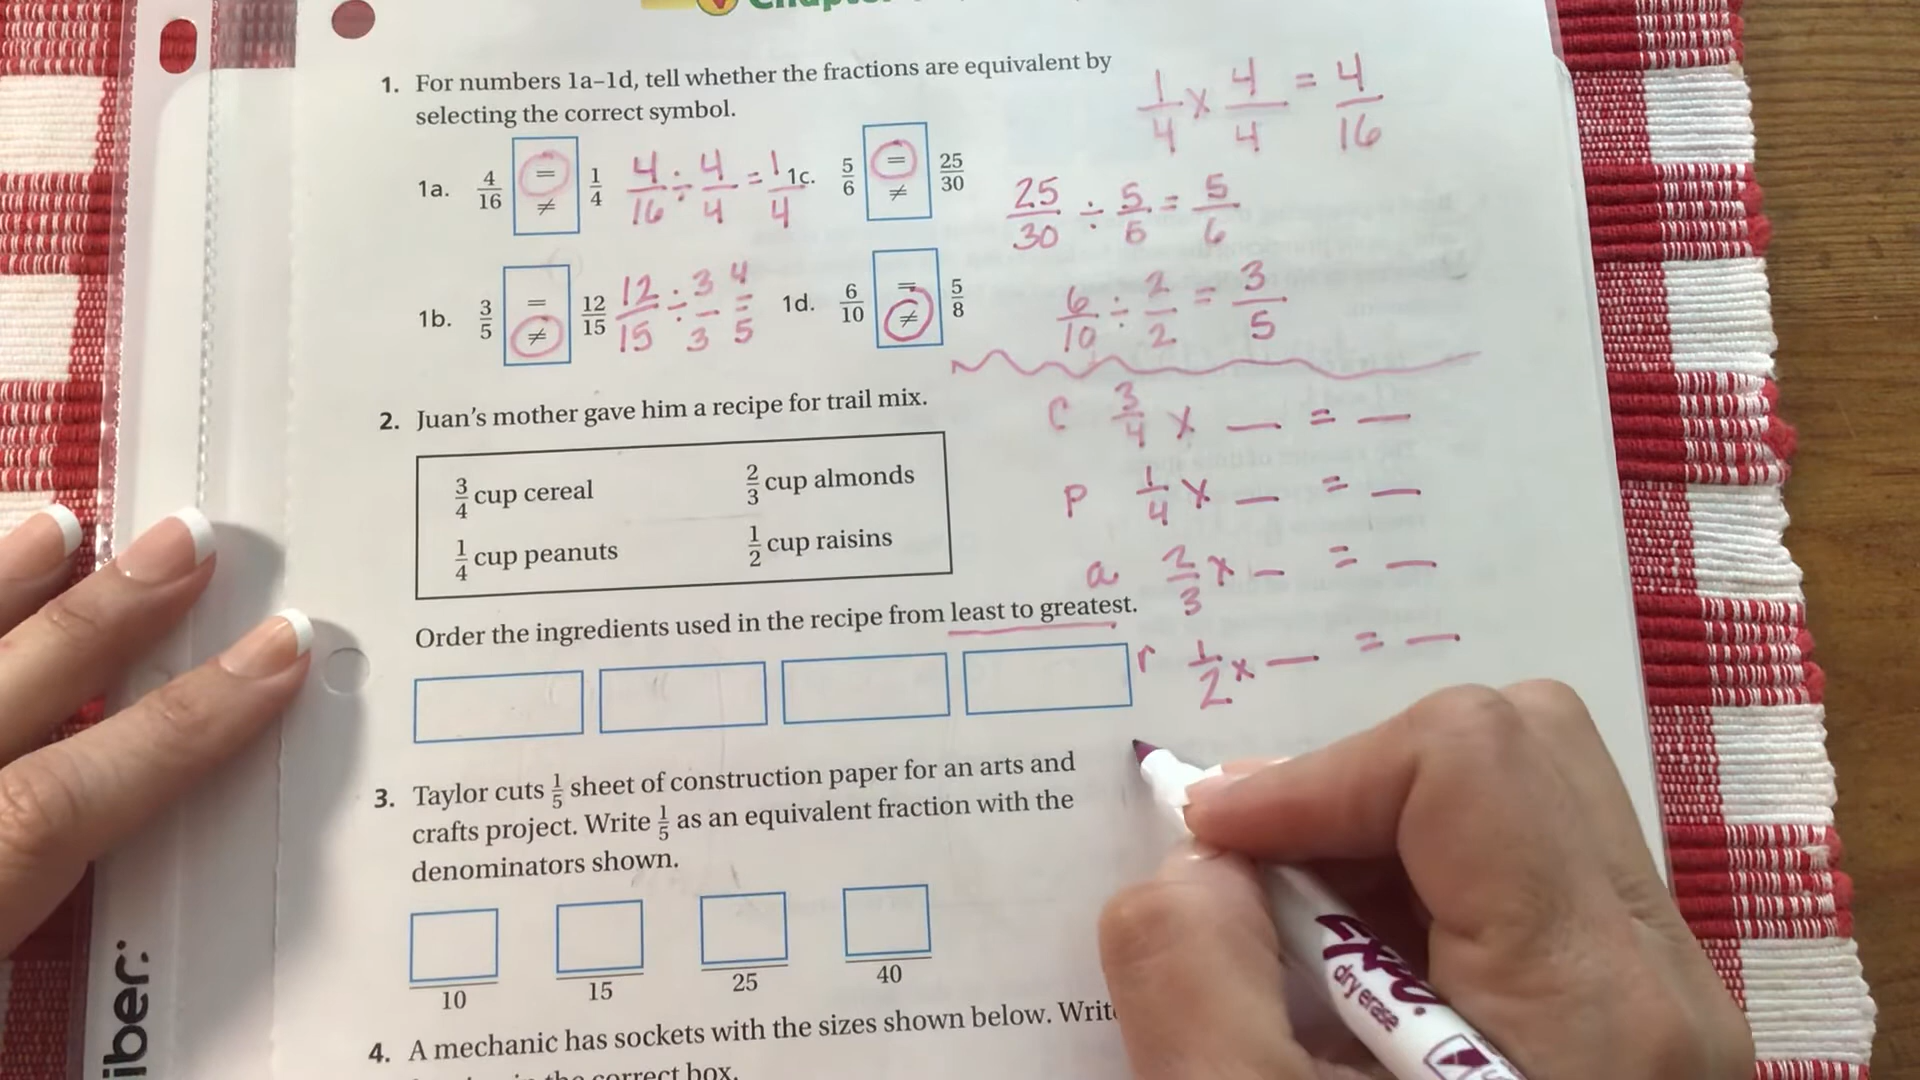 1. For numbers 1a–1d, tell whether the fractions are equivalent by
selecting the correct symbol.
1/4 × 4/4 = 4/16
1a. 4/16 = ≠ 1/4 4/16 ÷ 4/4 = 1/4
1c. 5/6 = ≠ 25/30
25/30 ÷ 5/5 = 5/6
1b. 3/5 = ≠ 12/15 12/15 ÷ 3/3 = 4/5
1d. 6/10 = ≠ 5/8
6/10 ÷ 2/2 = 3/5
2. Juan's mother gave him a recipe for trail mix.
3/4 cup cereal
2/3 cup almonds
1/4 cup peanuts
1/2 cup raisins
C 3/4 × _ = _
P 1/4 × _ = _
a 2/3 × _ = _
r 1/2 × _ = _
Order the ingredients used in the recipe from least to greatest.
3. Taylor cuts 1/5 sheet of construction paper for an arts and
crafts project. Write 1/5 as an equivalent fraction with the
denominators shown.
10 15 25 40
4. A mechanic has sockets with the sizes shown below. Write
correct box.
iber:
EXPO
dry erase